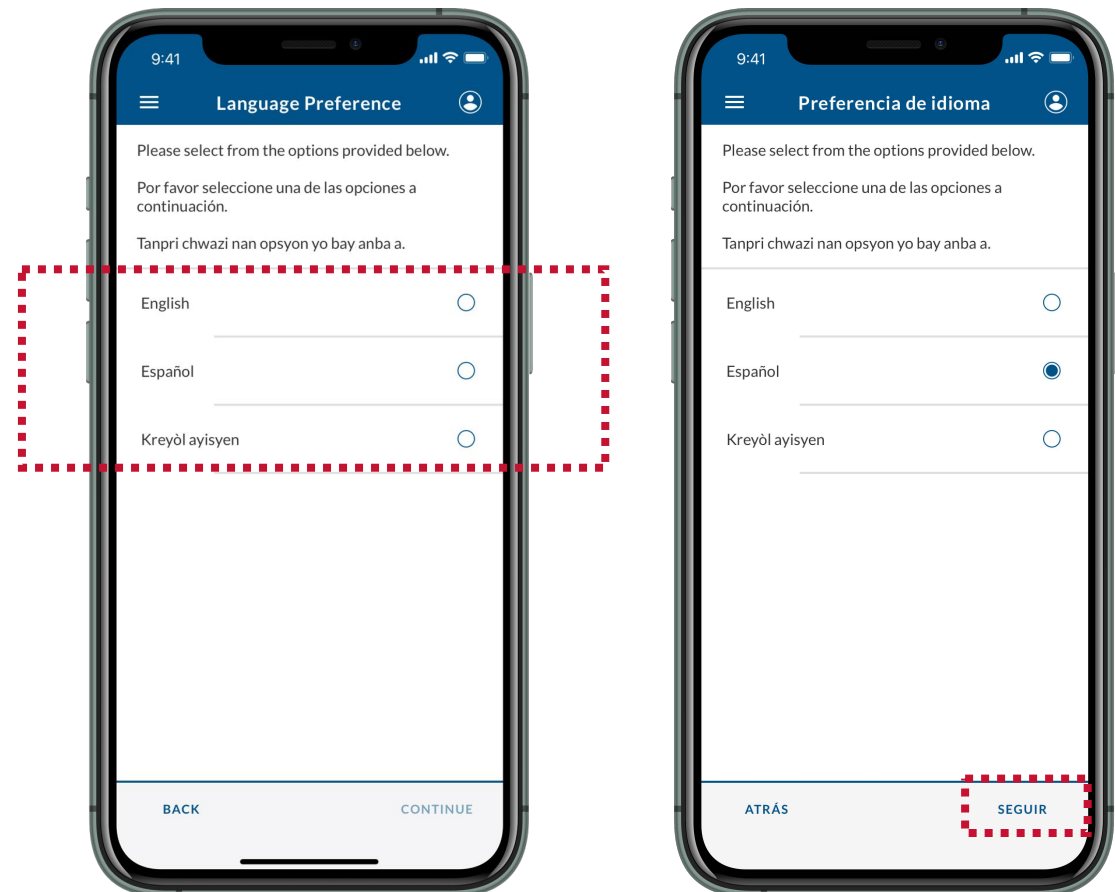 9:41
Language Preference
Please select from the options provided below.
Por favor seleccione una de las opciones a
continuación.
Tanpri chwazi nan opsyon yo bay anba a.
English
Español
Kreyòl ayisyen
BACK CONTINUE
9:41
Preferencia de idioma
Please select from the options provided below.
Por favor seleccione una de las opciones a
continuación.
Tanpri chwazi nan opsyon yo bay anba a.
English
Español
Kreyòl ayisyen
ATRÁS SEGUIR